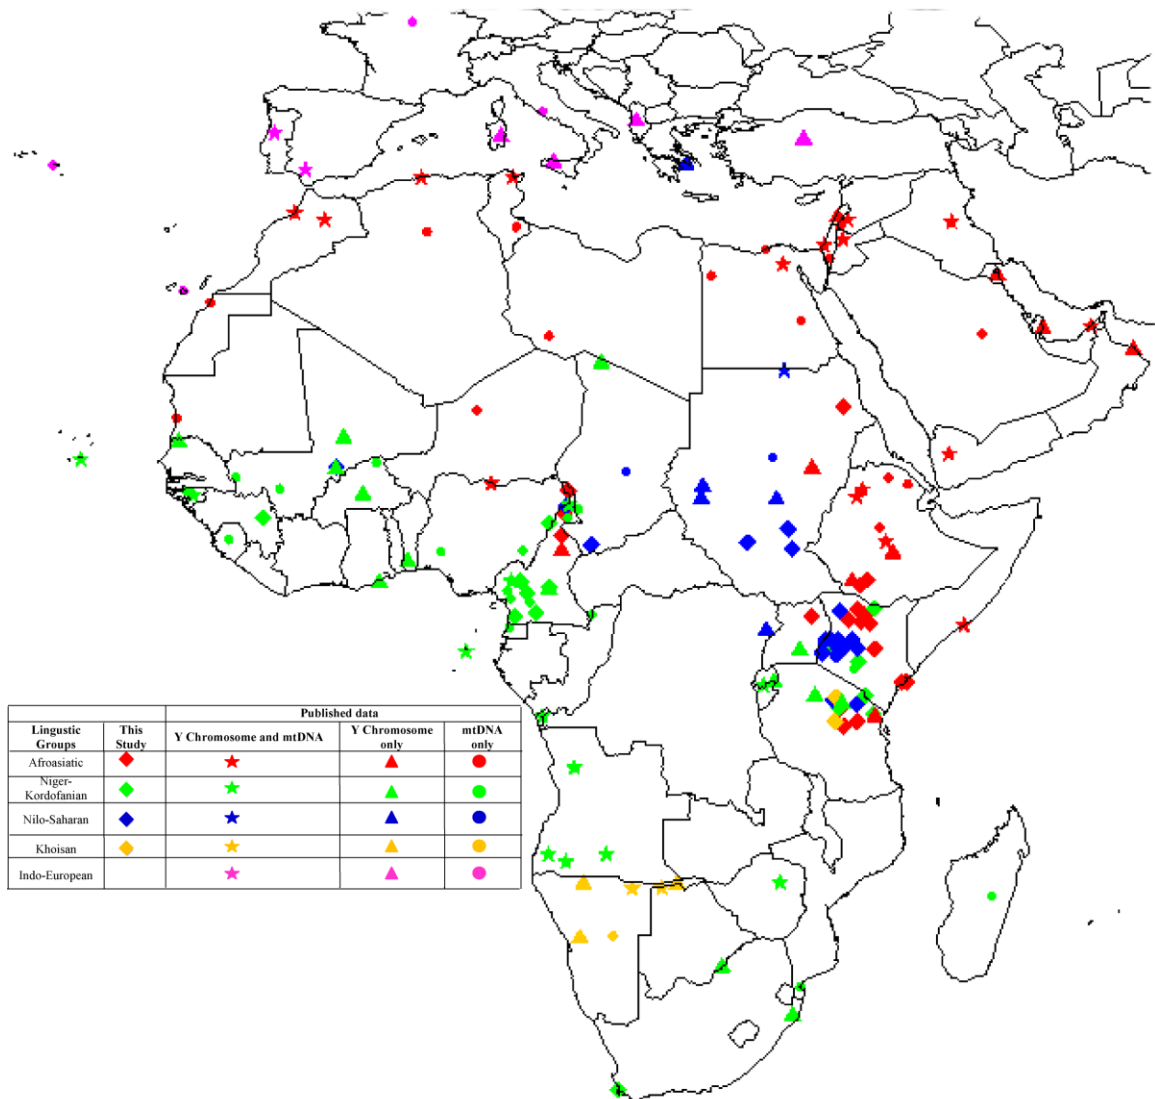 Published data
Lingustic Groups
This Study
Y Chromosome and mtDNA
Y Chromosome only
mtDNA only
Afroasiatic
Niger-
Kordofanian
Nilo-Saharan
Khoisan
Indo-European